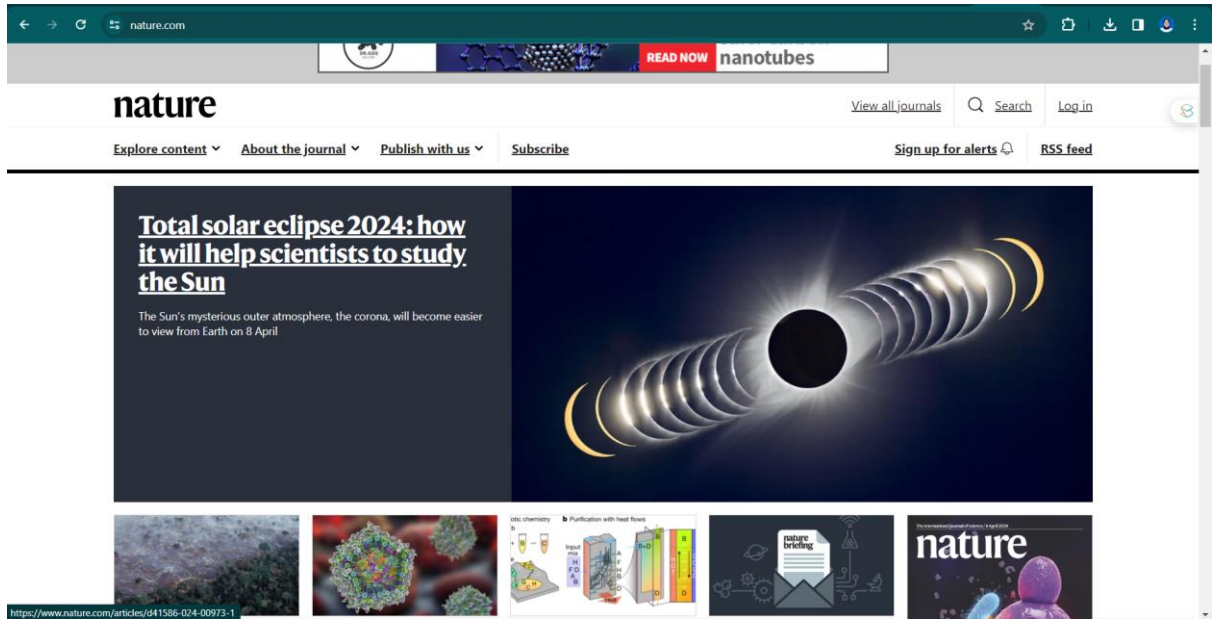 nature.com
READ NOW nanotubes
nature
View all journals Search Log in
Explore content About the journal Publish with us Subscribe Sign up for alerts RSS feed
Total solar eclipse 2024: how
it will help scientists to study
the Sun
The Sun's mysterious outer atmosphere, the corona, will become easier
to view from Earth on 8 April
b Purification with heat flows
Input
mix
nature
briefing
nature
https://www.nature.com/articles/d41586-024-00973-1